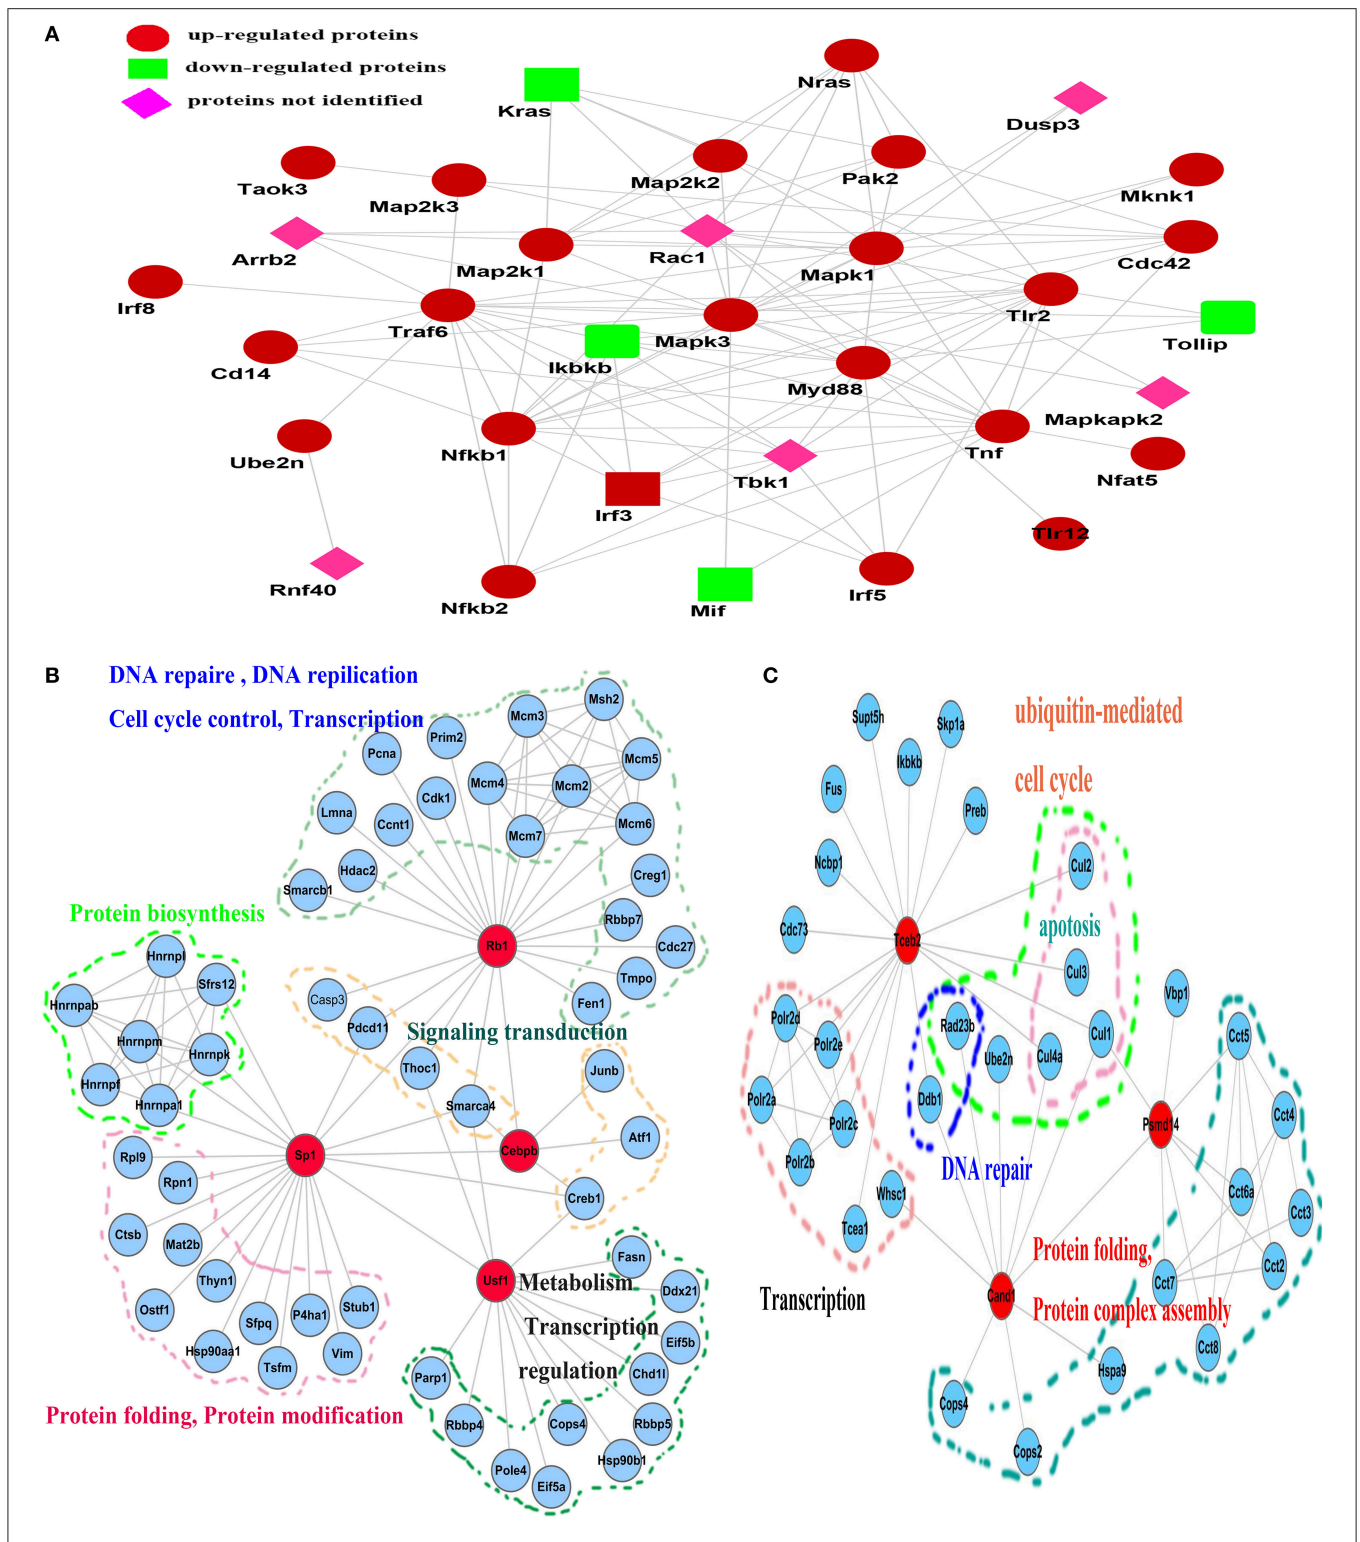 A
up-regulated proteins
down-regulated proteins
proteins not identified
Nras
Kras
Dusp3
Taok3
Map2k3
Map2k2
Pak2
Mknk1
Arrb2
Map2k1
Rac1
Mapk1
Cdc42
Irf8
Traf6
Ikbkb
Mapk3
Tlr2
Tollip
Cd14
Myd88
Mapkapk2
Ube2n
Nfkb1
Tbk1
Tnf
Nfat5
Irf3
Tlr12
Rnf40
Nfkb2
Mif
Irf5
B
DNA repaire , DNA repilication
Cell cycle control, Transcription
Msh2
Mcm3
Prim2
Pcna
Mcm5
Mcm4
Mcm2
Cdk1
Lmna
Ccnt1
Mcm7
Mcm6
Hdac2
Smarcb1
Creg1
Rbbp7
Cdc27
Rb1
Tmpo
Fen1
Protein biosynthesis
Hnrnpl
Sfrs12
Hnrnpab
Hnrnpm
Hnrnpk
Hnrnpf
Hnrnpa1
Casp3
Pdcd11
Signaling transduction
Thoc1
Junb
Smarca4
Atf1
Sp1
Cebpb
Creb1
Rpl9
Rpn1
Ctsb
Mat2b
Thyn1
Ostf1
Sfpq
P4ha1
Stub1
Hsp90aa1
Tsfm
Vim
Protein folding, Protein modification
Usf1
Metabolism
Transcription
regulation
Fasn
Ddx21
Eif5b
Chd1l
Parp1
Rbbp4
Cops4
Rbbp5
Pole4
Eif5a
Hsp90b1
C
ubiquitin-mediated
cell cycle
Supt5h
Skp1a
Ikbkb
Fus
Preb
Ncbp1
Cul2
Cdc73
Tceb2
apotosis
Cul3
Vbp1
Polr2d
Rad23b
Polr2e
Ube2n
Cul4a
Cul1
Cct5
Polr2a
Ddb1
Polr2c
Psmd14
Cct4
Polr2b
DNA repair
Whsc1
Cct6a
Cct3
Tcea1
Transcription
Protein folding,
Protein complex assembly
Cct2
Cct7
Cand1
Cct8
Hspa9
Cops4
Cops2